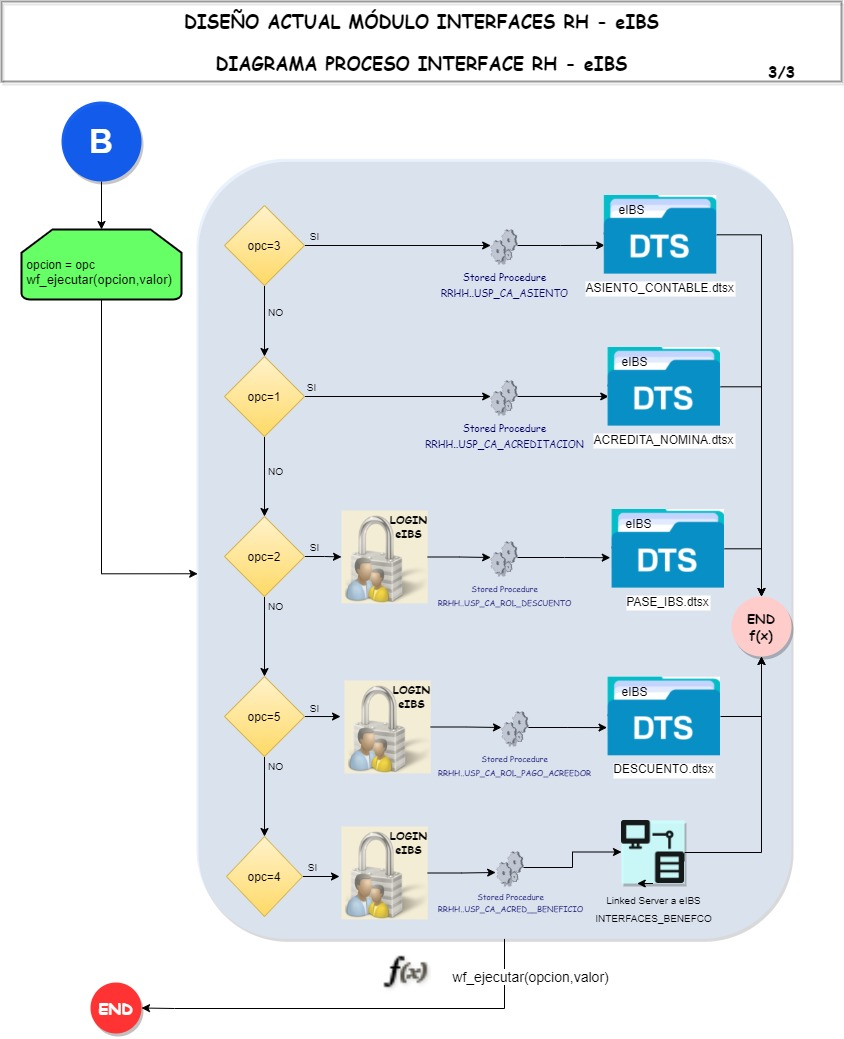 DISEÑO ACTUAL MÓDULO INTERFACES RH - eIBS
DIAGRAMA PROCESO INTERFACE RH - eIBS
3/3
B
opcion = opc
wf_ejecutar(opcion,valor)
opc=3
SI
Stored Procedure
RRHH..USP_CA_ASIENTO
eIBS
DTS
ASIENTO_CONTABLE.dtsx
NO
opc=1
SI
Stored Procedure
RRHH..USP_CA_ACREDITACION
eIBS
DTS
ACREDITA_NOMINA.dtsx
NO
opc=2
SI
LOGIN
eIBS
Stored Procedure
RRHH..USP_CA_ROL_DESCUENTO
eIBS
DTS
PASE_IBS.dtsx
END
f(x)
NO
opc=5
SI
LOGIN
eIBS
Stored Procedure
RRHH..USP_CA_ROL_PAGO_ACREEDOR
eIBS
DTS
DESCUENTO.dtsx
NO
opc=4
SI
LOGIN
eIBS
Stored Procedure
RRHH..USP_CA_ACRED__BENEFICIO
Linked Server a eIBS
INTERFACES_BENEFCO
f(x)
wf_ejecutar(opcion,valor)
END